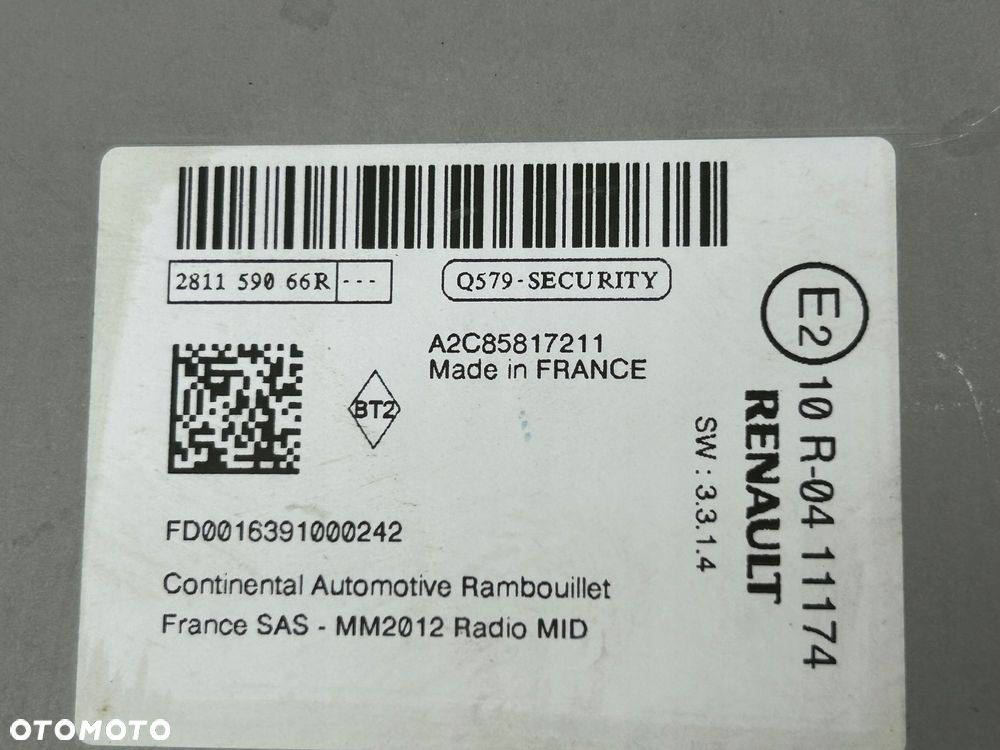 2811 590 66R ---
Q579-SECURITY
A2C85817211
Made in FRANCE
BT2
FD0016391000242
Continental Automotive Rambouillet
France SAS - MM2012 Radio MID
SW : 3.3.1.4
RENAULT
E2 10 R-04 11174
OTOMOTO